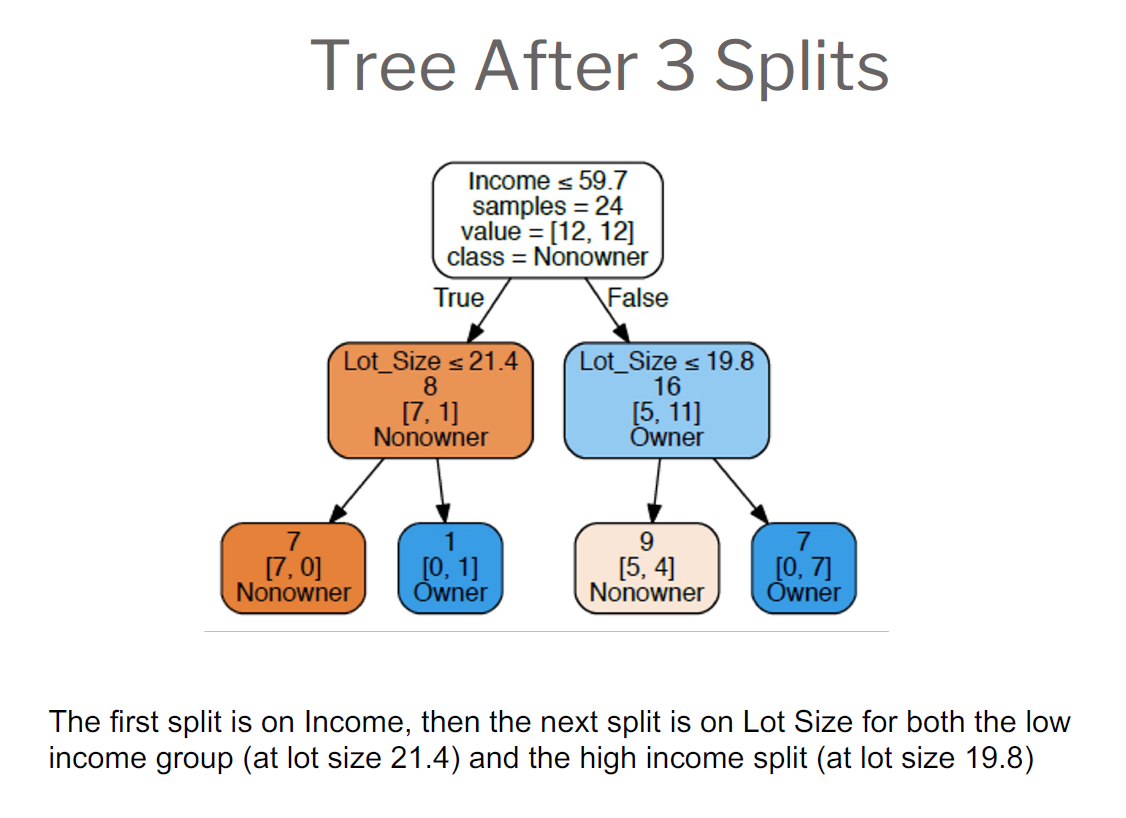 Tree After 3 Splits
Income ≤ 59.7
samples = 24
value = [12, 12]
class = Nonowner
True
False
Lot_Size ≤ 21.4
8
[7, 1]
Nonowner
Lot_Size ≤ 19.8
16
[5, 11]
Owner
7
[7, 0]
Nonowner
1
[0, 1]
Owner
9
[5, 4]
Nonowner
7
[0, 7]
Owner
The first split is on Income, then the next split is on Lot Size for both the low
income group (at lot size 21.4) and the high income split (at lot size 19.8)